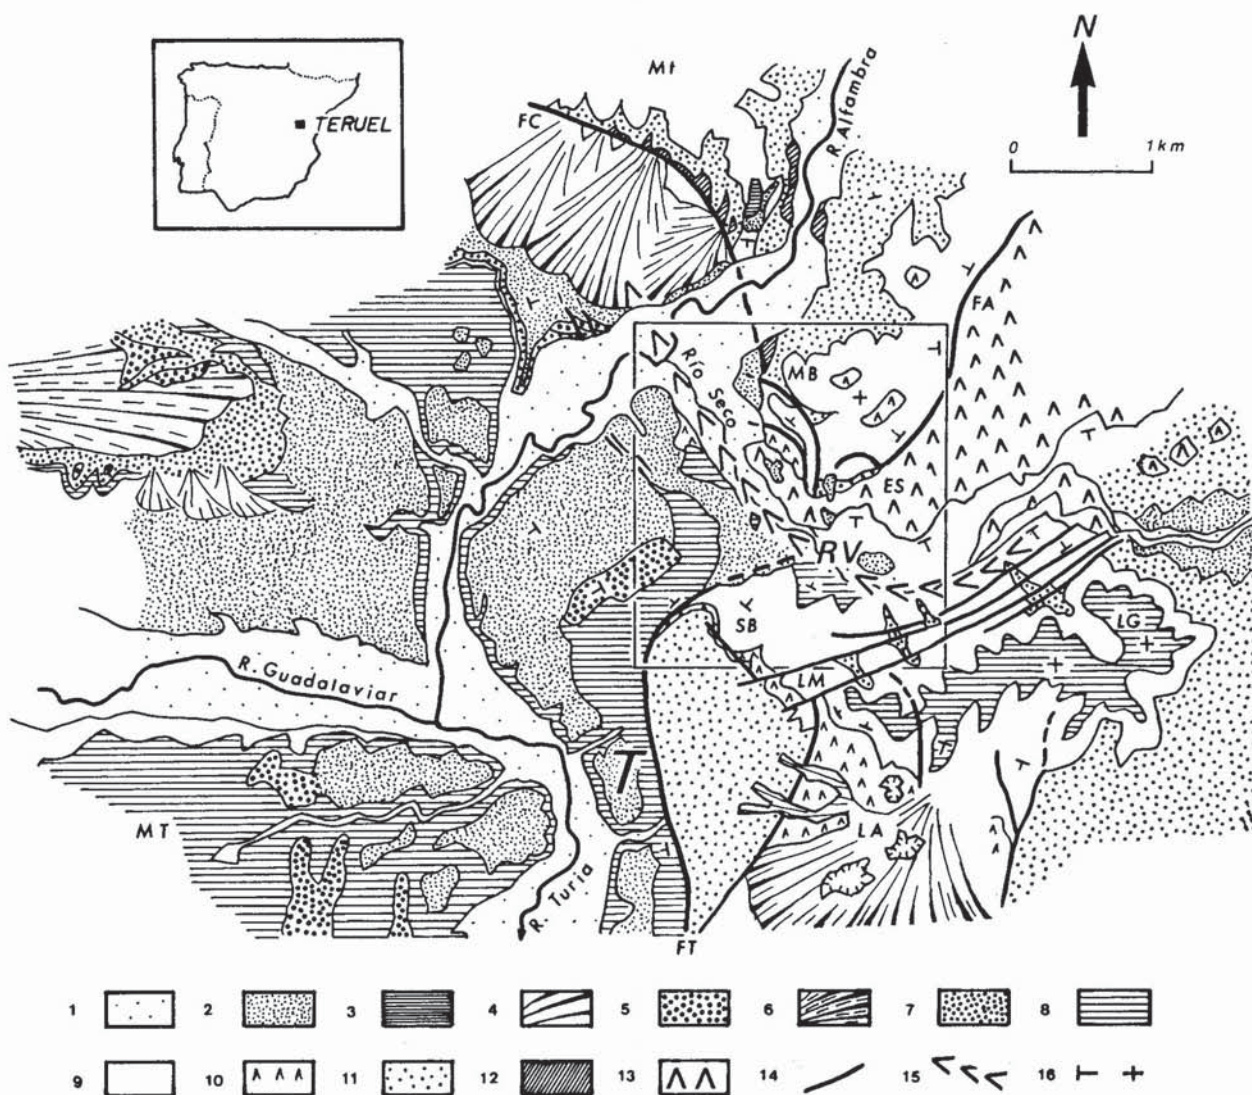 N
Mt
R. Alfambra
TERUEL
FC
0 1 km
FA
Río Seco
MB
ES
RV
SB
LG
LM
R. Guadalaviar
T
MT
LA
R. Turia
FT
1 2 3 4 5 6 7 8
9 10 11 12 13 14 15 16